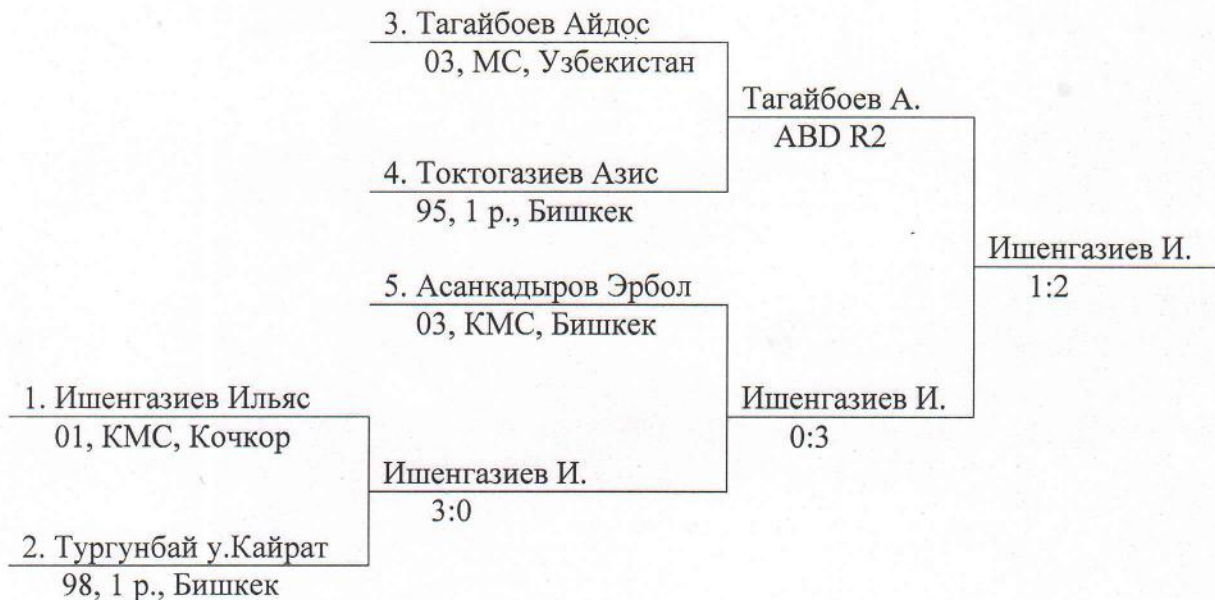 3. Тагайбоев Айдос
03, МС, Узбекистан
Тагайбоев А.
ABD R2
4. Токтогазиев Азис
95, 1 р., Бишкек
Ишенгазиев И.
1:2
5. Асанкадыров Эрбол
03, КМС, Бишкек
1. Ишенгазиев Ильяс
01, КМС, Кочкор
Ишенгазиев И.
0:3
Ишенгазиев И.
3:0
2. Тургунбай у.Кайрат
98, 1 р., Бишкек